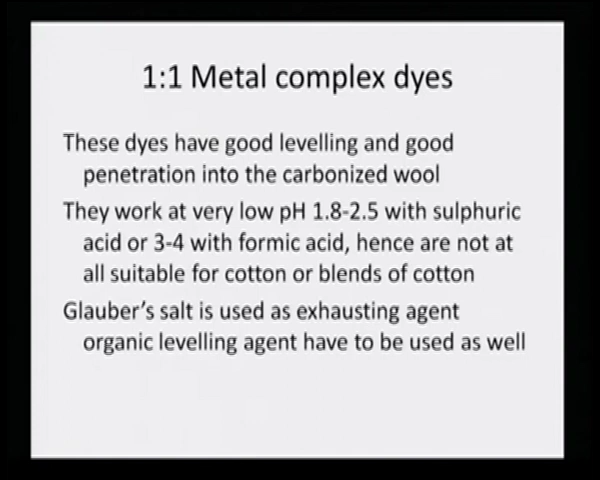 1:1 Metal complex dyes
These dyes have good levelling and good
penetration into the carbonized wool
They work at very low pH 1.8-2.5 with sulphuric
acid or 3-4 with formic acid, hence are not at
all suitable for cotton or blends of cotton
Glauber's salt is used as exhausting agent
organic levelling agent have to be used as well